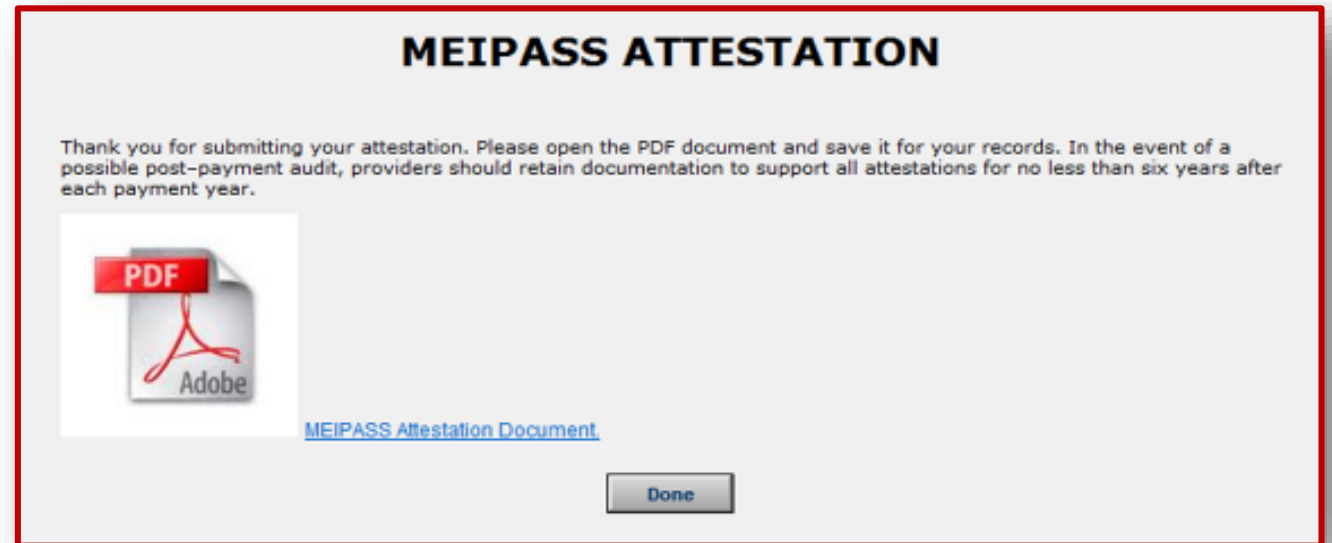 MEIPASS ATTESTATION
Thank you for submitting your attestation. Please open the PDF document and save it for your records. In the event of a
possible post-payment audit, providers should retain documentation to support all attestations for no less than six years after
each payment year.
PDF
Adobe
MEIPASS Attestation Document.
Done